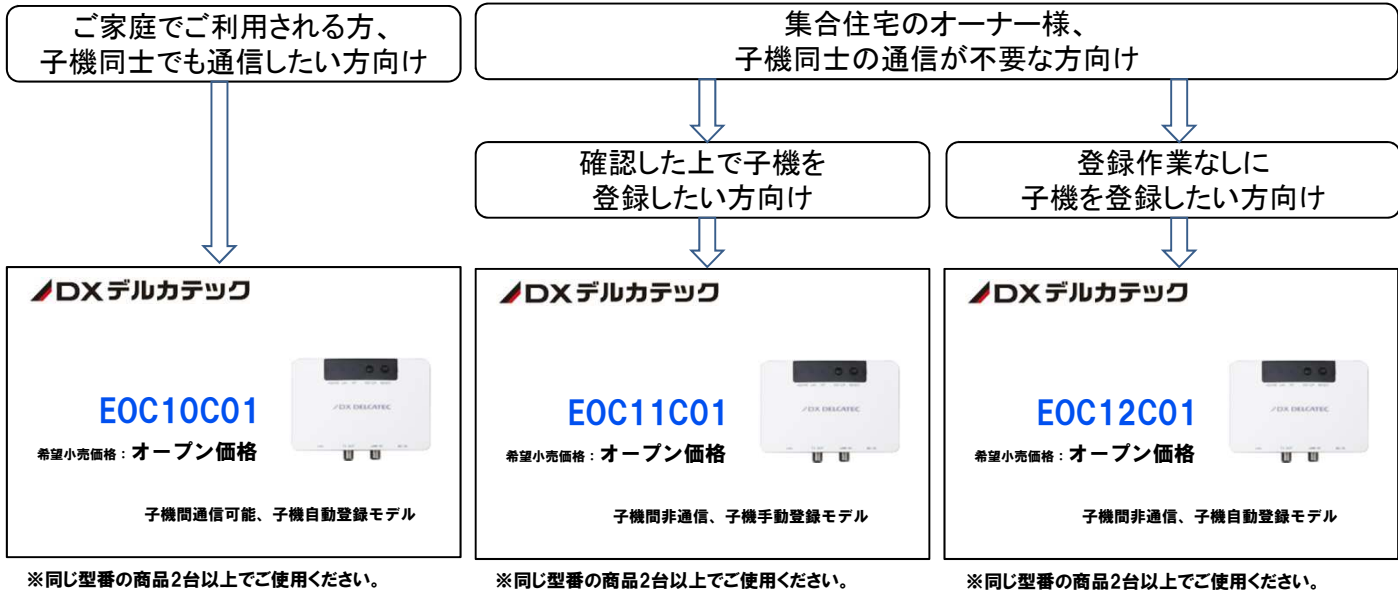 ご家庭でご利用される方、
子機同士でも通信したい方向け
集合住宅のオーナー様、
子機同士の通信が不要な方向け
確認した上で子機を
登録したい方向け
登録作業なしに
子機を登録したい方向け
DXデルカテック
EOC10C01
希望小売価格：オープン価格
DX DELCATEC
子機間通信可能、子機自動登録モデル
※同じ型番の商品2台以上でご使用ください。
DXデルカテック
EOC11C01
希望小売価格：オープン価格
DX DELCATEC
子機間非通信、子機手動登録モデル
※同じ型番の商品2台以上でご使用ください。
DXデルカテック
EOC12C01
希望小売価格：オープン価格
DX DELCATEC
子機間非通信、子機自動登録モデル
※同じ型番の商品2台以上でご使用ください。